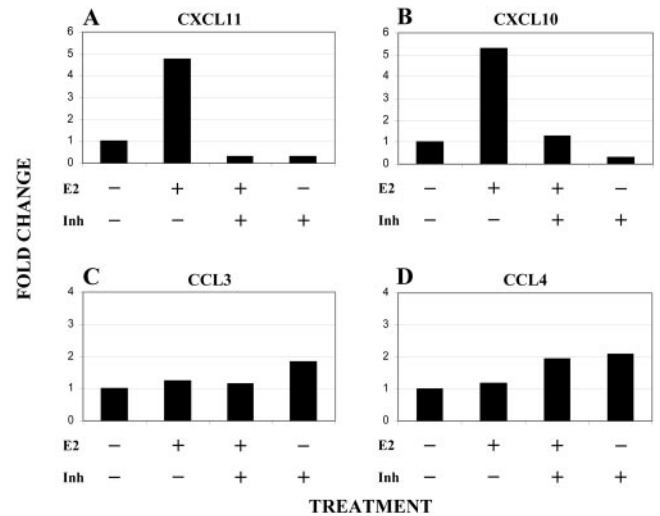 A CXCL11
6
5
4
3
2
1
0
E2 − + + −
Inh − − + +
B CXCL10
6
5
4
3
2
1
0
E2 − + + −
Inh − − + +
FOLD CHANGE
C CCL3
4
3
2
1
0
E2 − + + −
Inh − − + +
D CCL4
4
3
2
1
0
E2 − + + −
Inh − − + +
TREATMENT